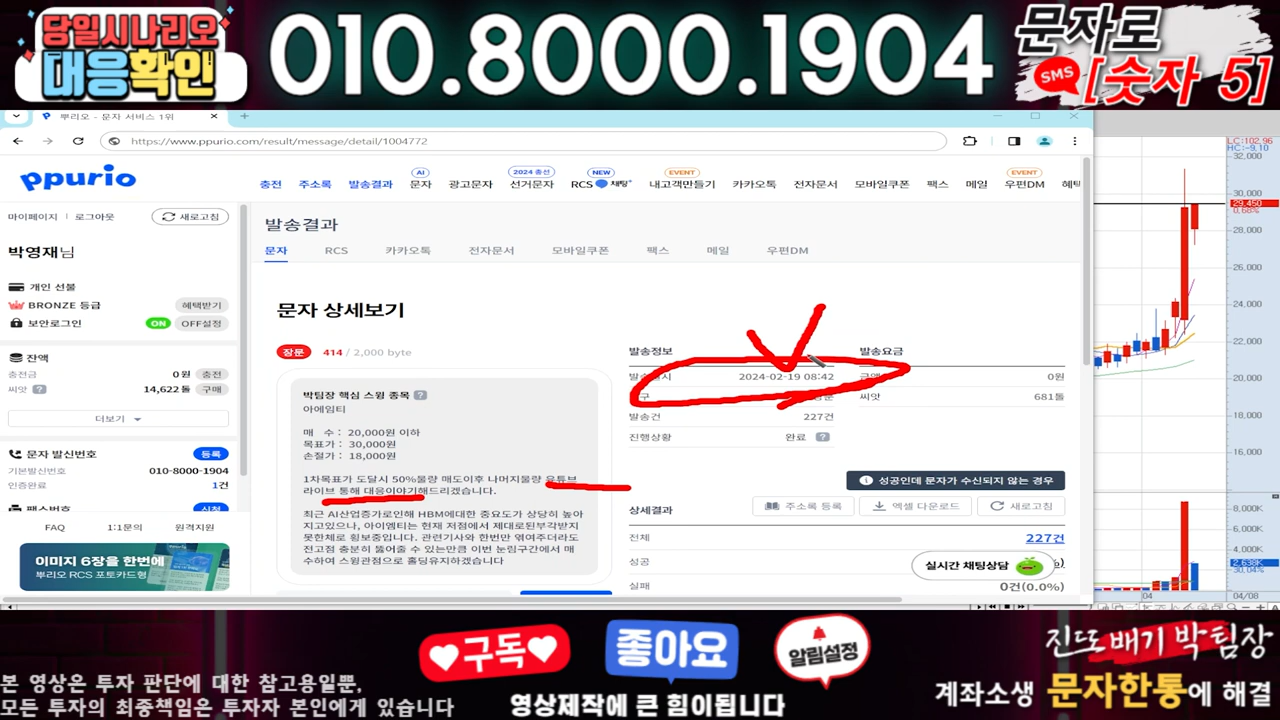 당일시나리오
대응확인
010.8000.1904
문자로
SMS [숫자 5]
뿌리오 - 문자 서비스 1위
https://www.ppurio.com/result/message/detail/1004772
ppurio
충전 주소록 발송결과 AI 문자 광고문자 2024 총선 선거문자 NEW RCS 채팅+ EVENT 내고객만들기 카카오톡 전자문서 모바일쿠폰 팩스 메일 EVENT 우편DM
마이페이지 | 로그아웃 새로고침
박영재님
개인 선불
BRONZE 등급 혜택받기
보안로그인 ON OFF설정
잔액
충전금 0원 충전
씨앗 ? 14,622톨 구매
더보기
문자 발신번호 등록
기본발신번호 010-8000-1904
인증완료 1건
FAQ 1:1문의 원격지원
이미지 6장을 한번에
뿌리오 RCS 포토카드형
발송결과
문자 RCS 카카오톡 전자문서 모바일쿠폰 팩스 메일 우편DM
문자 상세보기
장문 414 / 2,000 byte
박팀장 핵심 스윙 종목 ?
아에임티
매 수 : 20,000원 이하
목표가 : 30,000원
손절가 : 18,000원
1차목표가 도달시 50%물량 매도이후 나머지물량 유튜브
라이브 통해 대응이야기해드리겠습니다.
최근 AI산업증가로인해 HBM에대한 중요도가 상당히 높아
지고있으나, 아이엠티는 현재 저점에서 제대로된부각받지
못한체로 횡보중입니다. 관련기사와 한번만 엮여주더라도
전고점 충분히 뚫어줄 수 있는만큼 이번 눌림구간에서 매
수하여 스윙관점으로 홀딩유지하겠습니다
발송정보
2024-02-19 08:42
발송건 227건
진행상황 완료 ?
발송요금
0원
씨앗 681톨
성공인데 문자가 수신되지 않는 경우
상세결과 주소록 등록 엑셀 다운로드 새로고침
전체 227건
성공
실패 0건(0.0%)
실시간 채팅상담
LC:102.96
HC:-9.10
32,000
30,000
29,450
0.68%
28,000
26,000
24,000
22,000
20,000
18,000
16,000
8,000K
6,000K
4,000K
2,638K
30.04%
04 04/08
구독
좋아요
알림설정
영상제작에 큰 힘이됩니다
본 영상은 투자 판단에 대한 참고용일뿐,
모든 투자의 최종책임은 투자자 본인에게 있습니다
진또배기 박팀장
계좌소생 문자한통에 해결